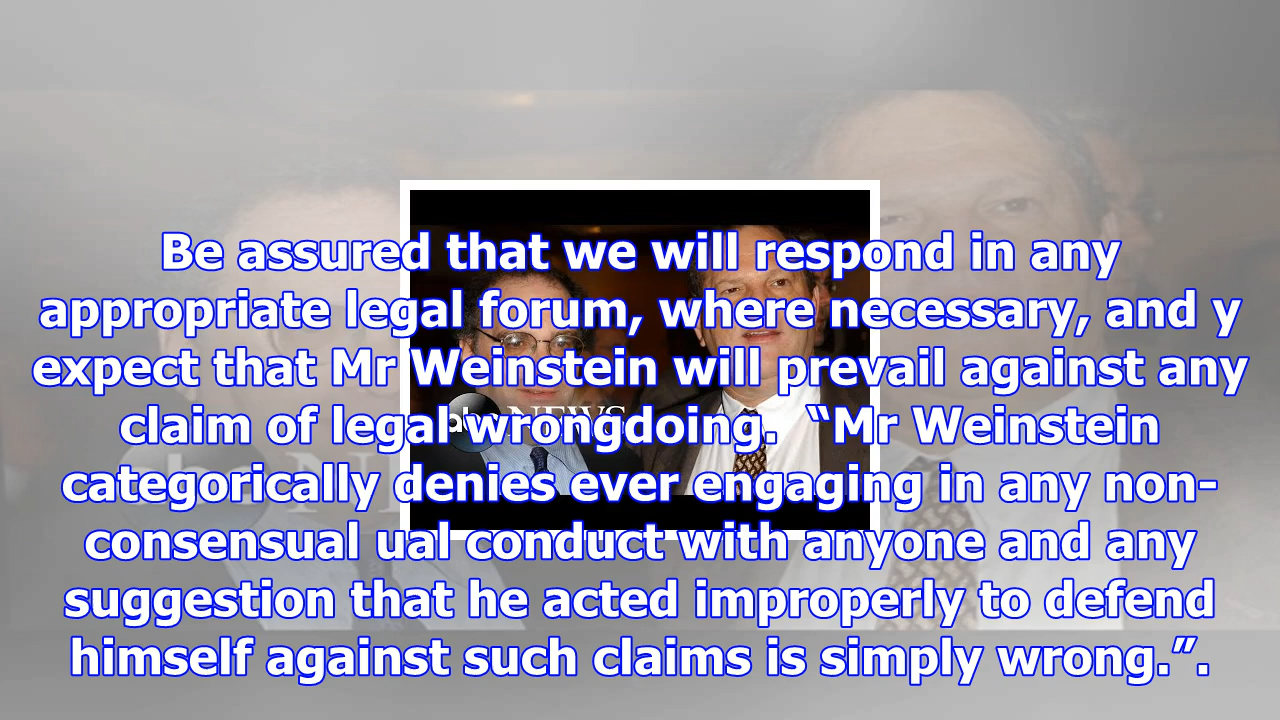 Be assured that we will respond in any
appropriate legal forum, where necessary, and y
expect that Mr Weinstein will prevail against any
claim of legal wrongdoing.  “Mr Weinstein
categorically denies ever engaging in any non-
consensual ual conduct with anyone and any
suggestion that he acted improperly to defend
himself against such claims is simply wrong.”.
abc NEWS